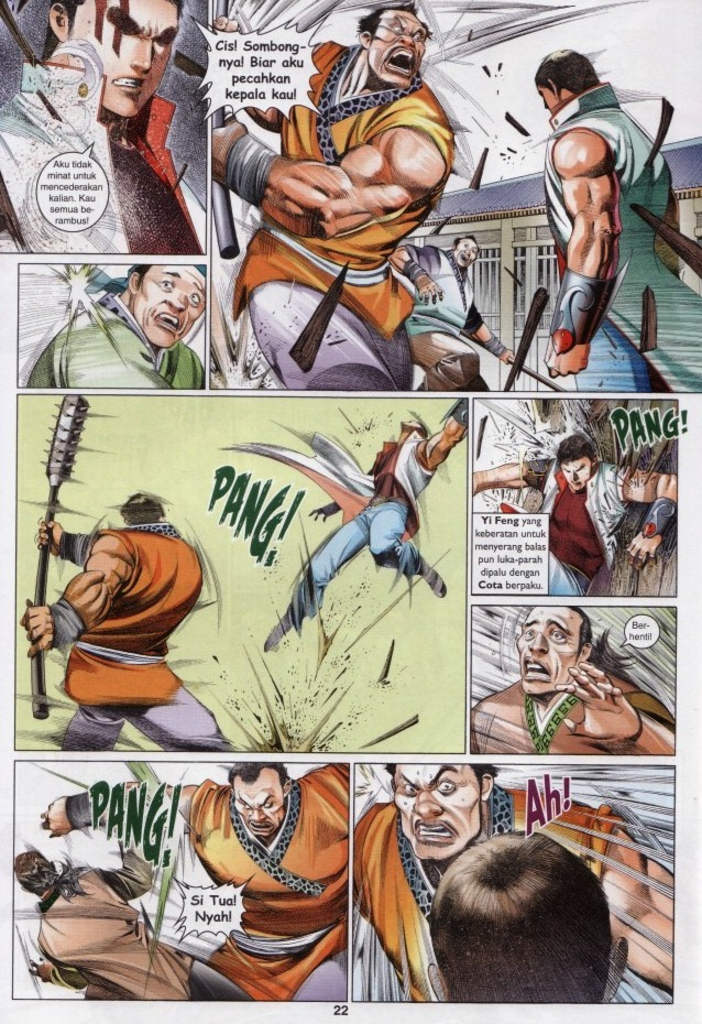 Aku tidak
minat untuk
mencederakan
kalian. Kau
semua be-
rambus!
Cis! Sombong-
nya! Biar aku
pecahkan
kepala kau!
PANG!
PANG!
Yi Feng yang
keberatan untuk
menyerang balas
pun luka-parah
dipalu dengan
Cota berpaku.
Ber-
henti!
PANG!
Si Tua!
Nyah!
Ah!
22